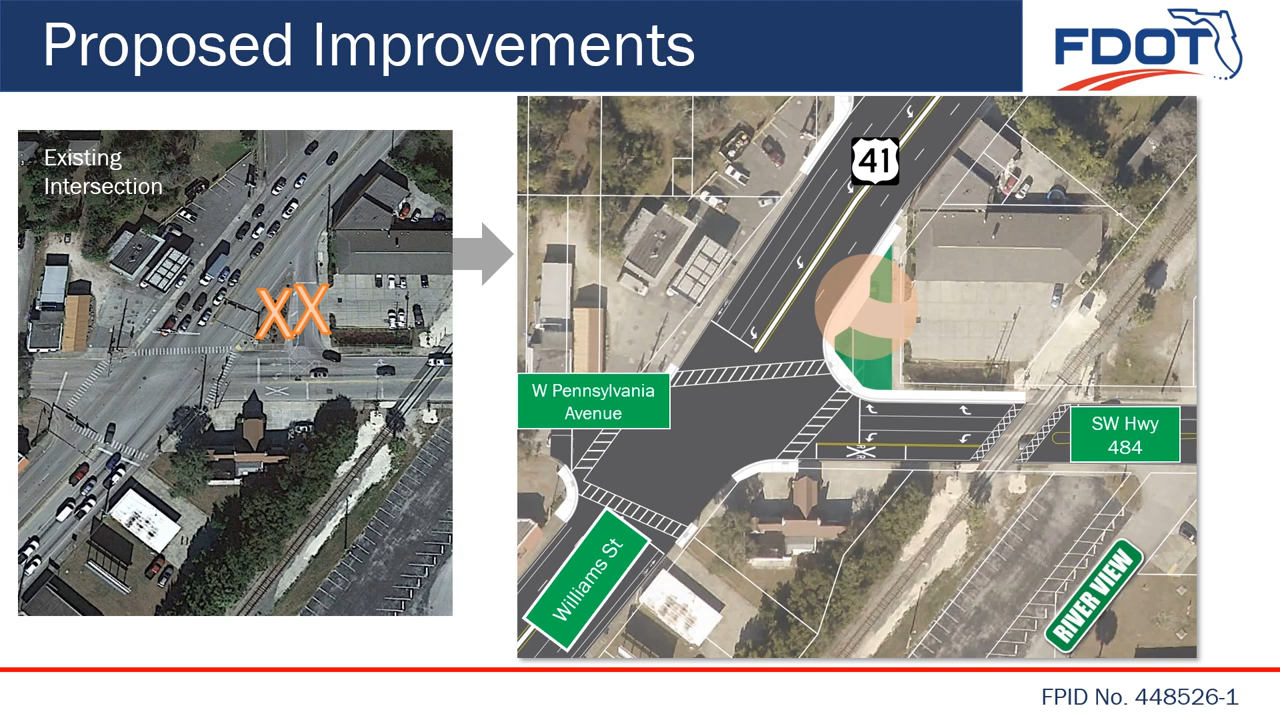 Proposed Improvements
FDOT
Existing
Intersection
XX
41
W Pennsylvania
Avenue
SW Hwy
484
Williams St
RIVER VIEW
FPID No. 448526-1